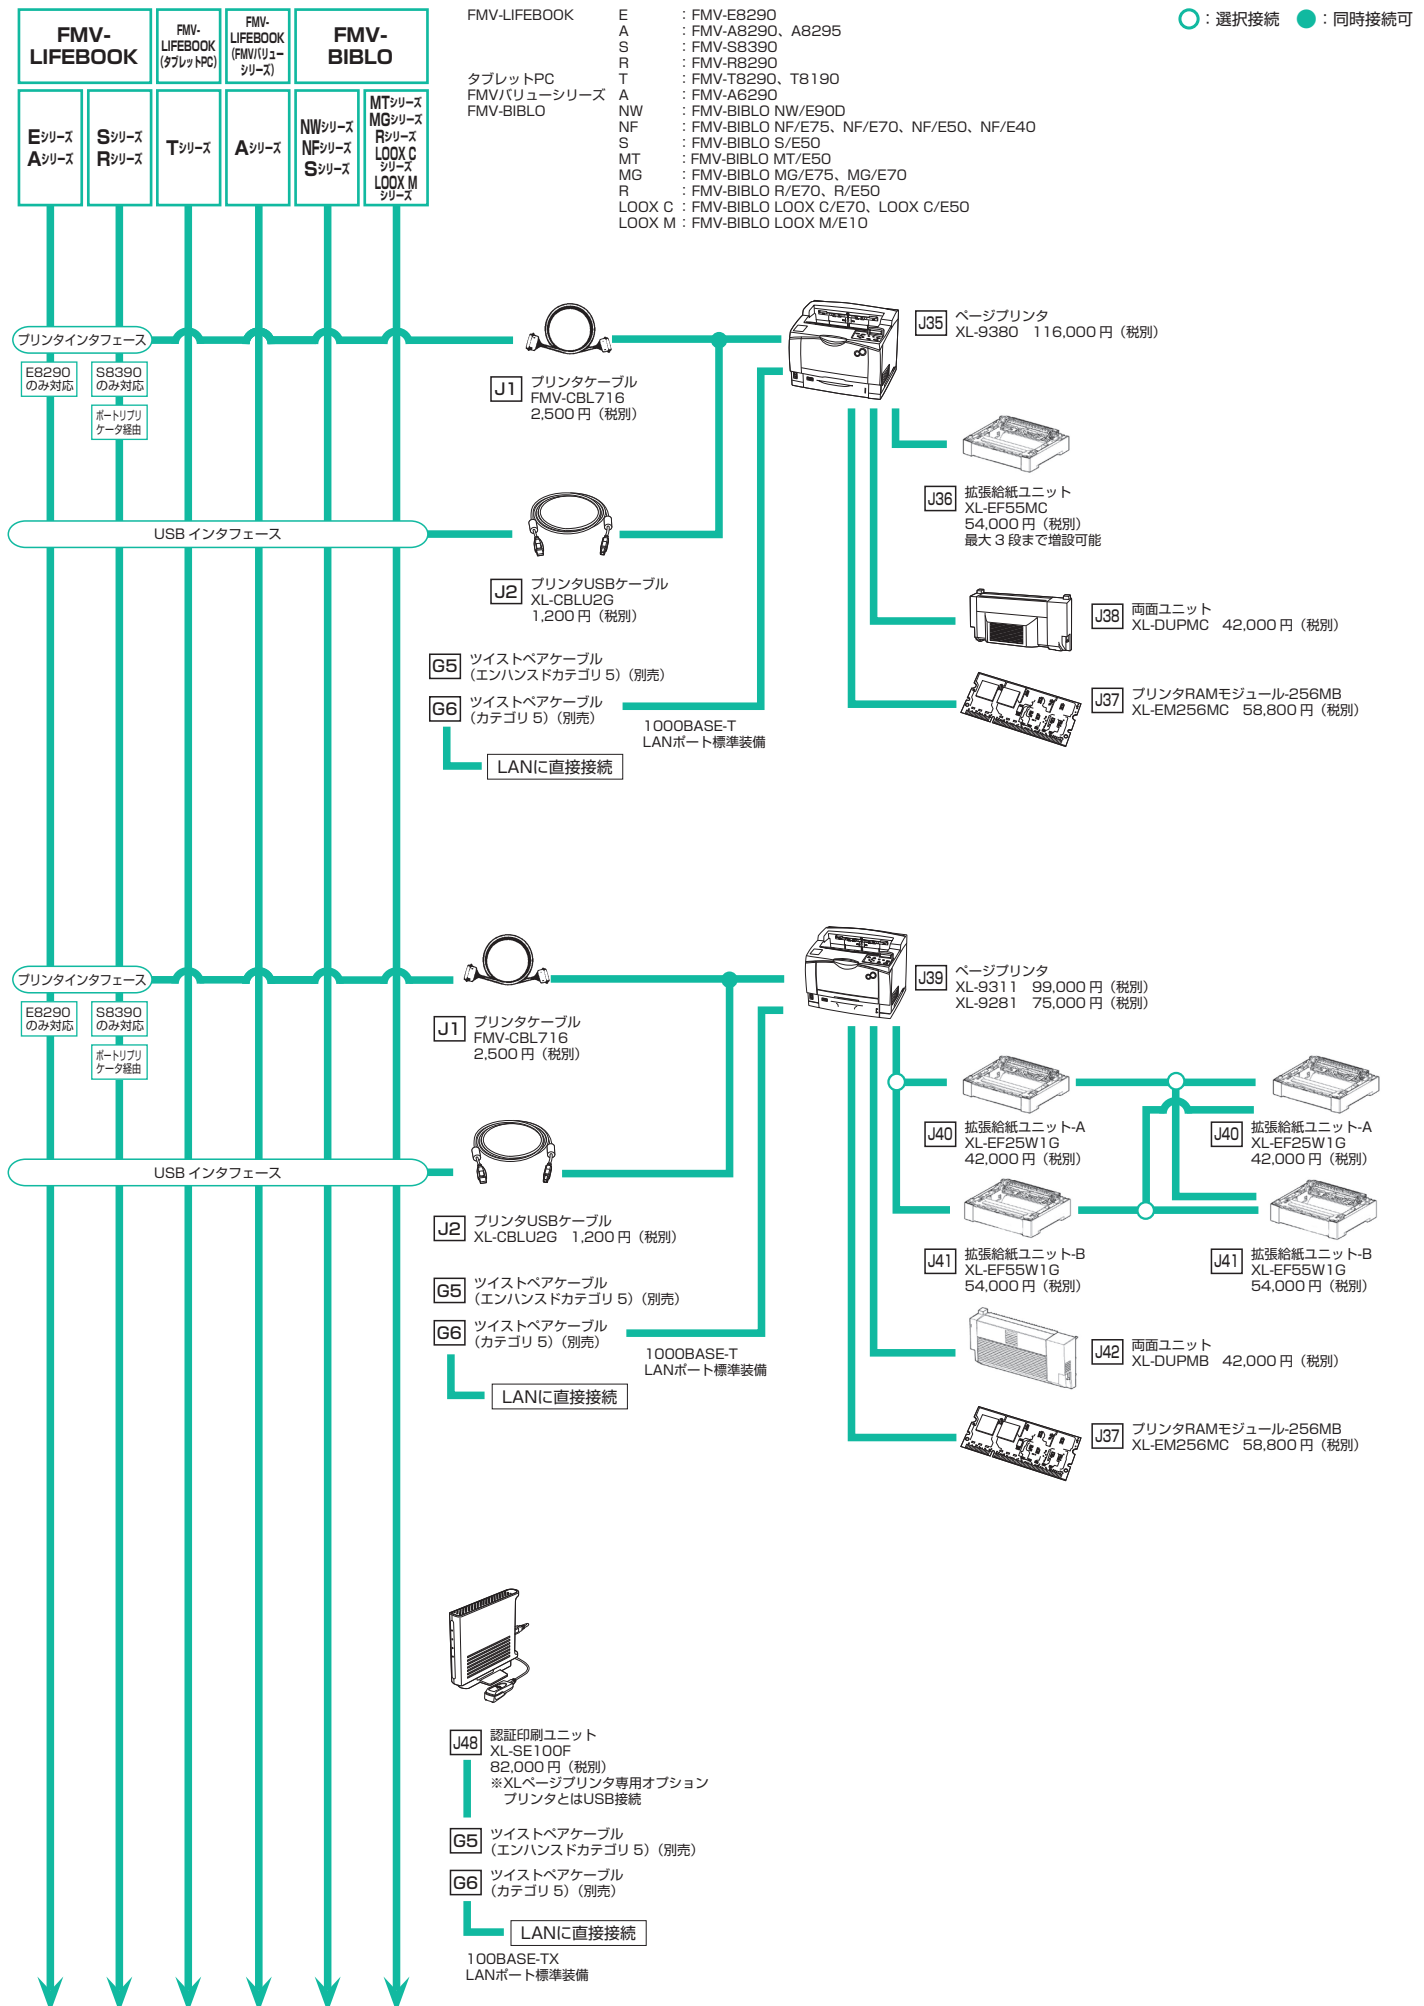 FMV-LIFEBOOK E : FMV-E8290
A : FMV-A8290、A8295
S : FMV-S8390
R : FMV-R8290
タブレットPC T : FMV-T8290、T8190
FMVバリューシリーズ A : FMV-A6290
FMV-BIBLO NW : FMV-BIBLO NW/E90D
NF : FMV-BIBLO NF/E75、NF/E70、NF/E50、NF/E40
S : FMV-BIBLO S/E50
MT : FMV-BIBLO MT/E50
MG : FMV-BIBLO MG/E75、MG/E70
R : FMV-BIBLO R/E70、R/E50
LOOX C : FMV-BIBLO LOOX C/E70、LOOX C/E50
LOOX M : FMV-BIBLO LOOX M/E10
○：選択接続 ●：同時接続可
FMV-
LIFEBOOK
FMV-
LIFEBOOK
(タブレットPC)
FMV-
LIFEBOOK
(FMVバリュー
シリーズ)
FMV-
BIBLO
Eシリーズ
Aシリーズ
Sシリーズ
Rシリーズ
Tシリーズ
Aシリーズ
NWシリーズ
NFシリーズ
Sシリーズ
MTシリーズ
MGシリーズ
Rシリーズ
LOOX C
シリーズ
LOOX M
シリーズ
プリンタインタフェース
E8290
のみ対応
S8390
のみ対応
ポートリプリ
ケータ経由
J1 プリンタケーブル
FMV-CBL716
2,500円（税別）
J35 ページプリンタ
XL-9380 116,000円（税別）
J36 拡張給紙ユニット
XL-EF55MC
54,000円（税別）
最大3段まで増設可能
USB インタフェース
J2 プリンタUSBケーブル
XL-CBLU2G
1,200円（税別）
J38 両面ユニット
XL-DUPMC 42,000円（税別）
G5 ツイストペアケーブル
（エンハンスドカテゴリ5）（別売）
G6 ツイストペアケーブル
（カテゴリ5）（別売）
1000BASE-T
LANポート標準装備
LANに直接接続
J37 プリンタRAMモジュール-256MB
XL-EM256MC 58,800円（税別）
プリンタインタフェース
E8290
のみ対応
S8390
のみ対応
ポートリプリ
ケータ経由
J1 プリンタケーブル
FMV-CBL716
2,500円（税別）
J39 ページプリンタ
XL-9311 99,000円（税別）
XL-9281 75,000円（税別）
J40 拡張給紙ユニット-A
XL-EF25W1G
42,000円（税別）
J40 拡張給紙ユニット-A
XL-EF25W1G
42,000円（税別）
USB インタフェース
J2 プリンタUSBケーブル
XL-CBLU2G 1,200円（税別）
J41 拡張給紙ユニット-B
XL-EF55W1G
54,000円（税別）
J41 拡張給紙ユニット-B
XL-EF55W1G
54,000円（税別）
G5 ツイストペアケーブル
（エンハンスドカテゴリ5）（別売）
G6 ツイストペアケーブル
（カテゴリ5）（別売）
1000BASE-T
LANポート標準装備
LANに直接接続
J42 両面ユニット
XL-DUPMB 42,000円（税別）
J37 プリンタRAMモジュール-256MB
XL-EM256MC 58,800円（税別）
J48 認証印刷ユニット
XL-SE100F
82,000円（税別）
※XLページプリンタ専用オプション
プリンタとはUSB接続
G5 ツイストペアケーブル
（エンハンスドカテゴリ5）（別売）
G6 ツイストペアケーブル
（カテゴリ5）（別売）
LANに直接接続
100BASE-TX
LANポート標準装備